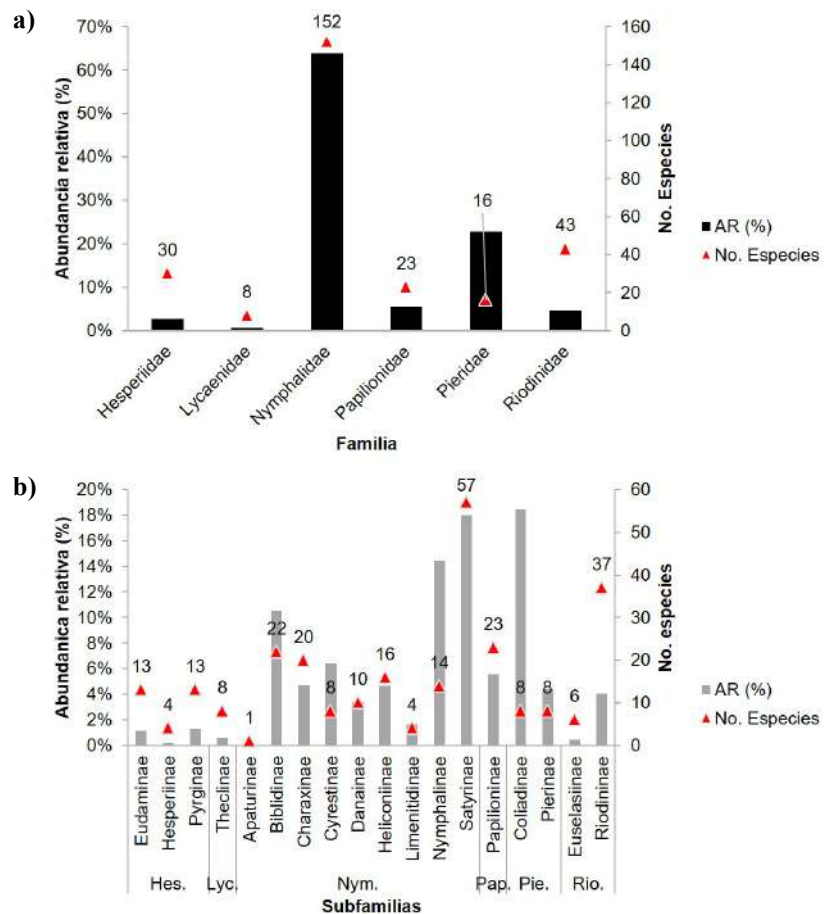 a)
70%
60%
50%
40%
30%
20%
10%
0%
Abundancia relativa (%)
30
8
152
23
16
43
160
140
120
100
80
60
40
20
0
No. Especies
AR (%)
No. Especies
Hesperiidae
Lycaenidae
Nymphalidae
Papilionidae
Pieridae
Riodinidae
Familia
b)
20%
18%
16%
14%
12%
10%
8%
6%
4%
2%
0%
Abundanica relativa (%)
13
4
13
8
1
22
20
8
10
16
4
14
57
23
8
8
6
37
60
50
40
30
20
10
0
No. especies
AR (%)
No. Especies
Eudaminae
Hesperiinae
Pyrginae
Theclinae
Apaturinae
Biblidinae
Charaxinae
Cyrestinae
Danainae
Heliconiinae
Limenitidinae
Nymphalinae
Satyrinae
Papilioninae
Coliadinae
Pierinae
Euselasiinae
Riodininae
Hes.
Lyc.
Nym.
Pap.
Pie.
Rio.
Subfamilias